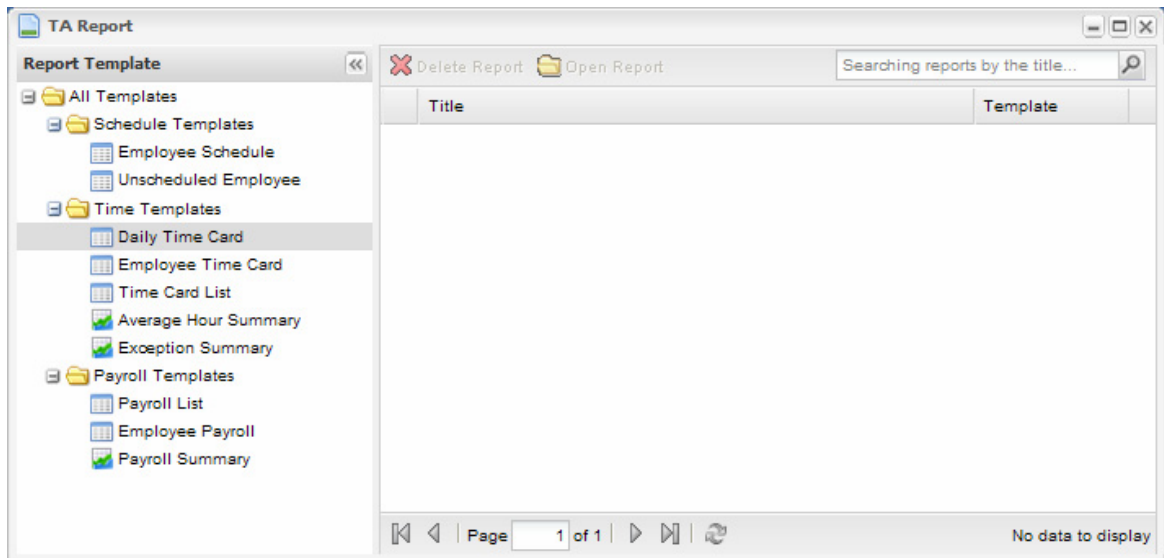 TA Report
Report Template
All Templates
Schedule Templates
Employee Schedule
Unscheduled Employee
Time Templates
Daily Time Card
Employee Time Card
Time Card List
Average Hour Summary
Exception Summary
Payroll Templates
Payroll List
Employee Payroll
Payroll Summary
Delete Report Open Report Searching reports by the title...
Title Template
Page 1 of 1 No data to display